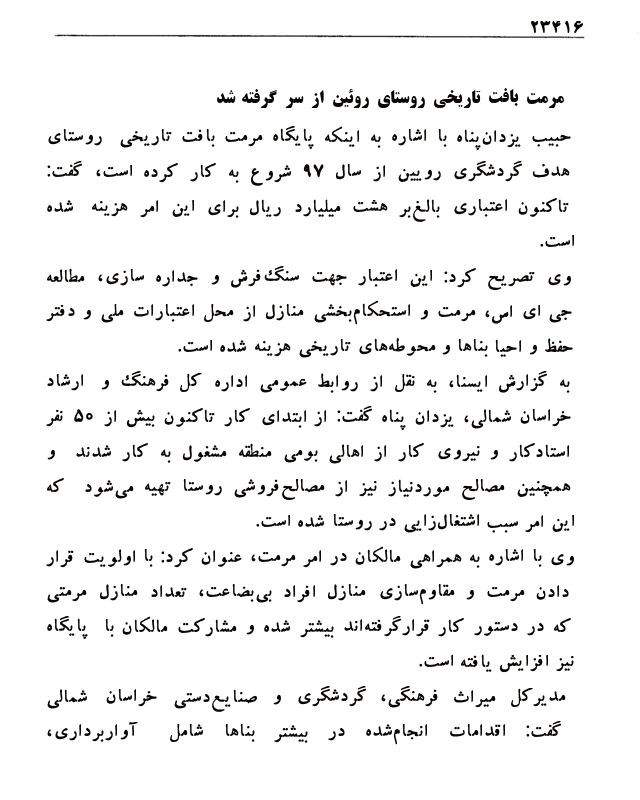 ۲۳۴۱۶
مرمت بافت تاریخی روستای روئین از سر گرفته شد
حبیب یزدان‌پناه با اشاره به اینکه پایگاه مرمت بافت تاریخی روستای
هدف گردشگری رویین از سال ۹۷ شروع به کار کرده است، گفت:
تاکنون اعتباری بالغ‌بر هشت میلیارد ریال برای این امر هزینه شده
است.
وی تصریح کرد: این اعتبار جهت سنگ‌فرش و جداره سازی، مطالعه
جی ای اس، مرمت و استحکام‌بخشی منازل از محل اعتبارات ملی و دفتر
حفظ و احیا بناها و محوطه‌های تاریخی هزینه شده است.
به گزارش ایسنا، به نقل از روابط عمومی اداره کل فرهنگ و ارشاد
خراسان شمالی، یزدان پناه گفت: از ابتدای کار تاکنون بیش از ۵۰ نفر
استادکار و نیروی کار از اهالی بومی منطقه مشغول به کار شدند و
همچنین مصالح موردنیاز نیز از مصالح‌فروشی روستا تهیه می‌شود که
این امر سبب اشتغال‌زایی در روستا شده است.
وی با اشاره به همراهی مالکان در امر مرمت، عنوان کرد: با اولویت قرار
دادن مرمت و مقاوم‌سازی منازل افراد بی‌بضاعت، تعداد منازل مرمتی
که در دستور کار قرارگرفته‌اند بیشتر شده و مشارکت مالکان با پایگاه
نیز افزایش یافته است.
مدیرکل میراث فرهنگی، گردشگری و صنایع‌دستی خراسان شمالی
گفت: اقدامات انجام‌شده در بیشتر بناها شامل آواربرداری،